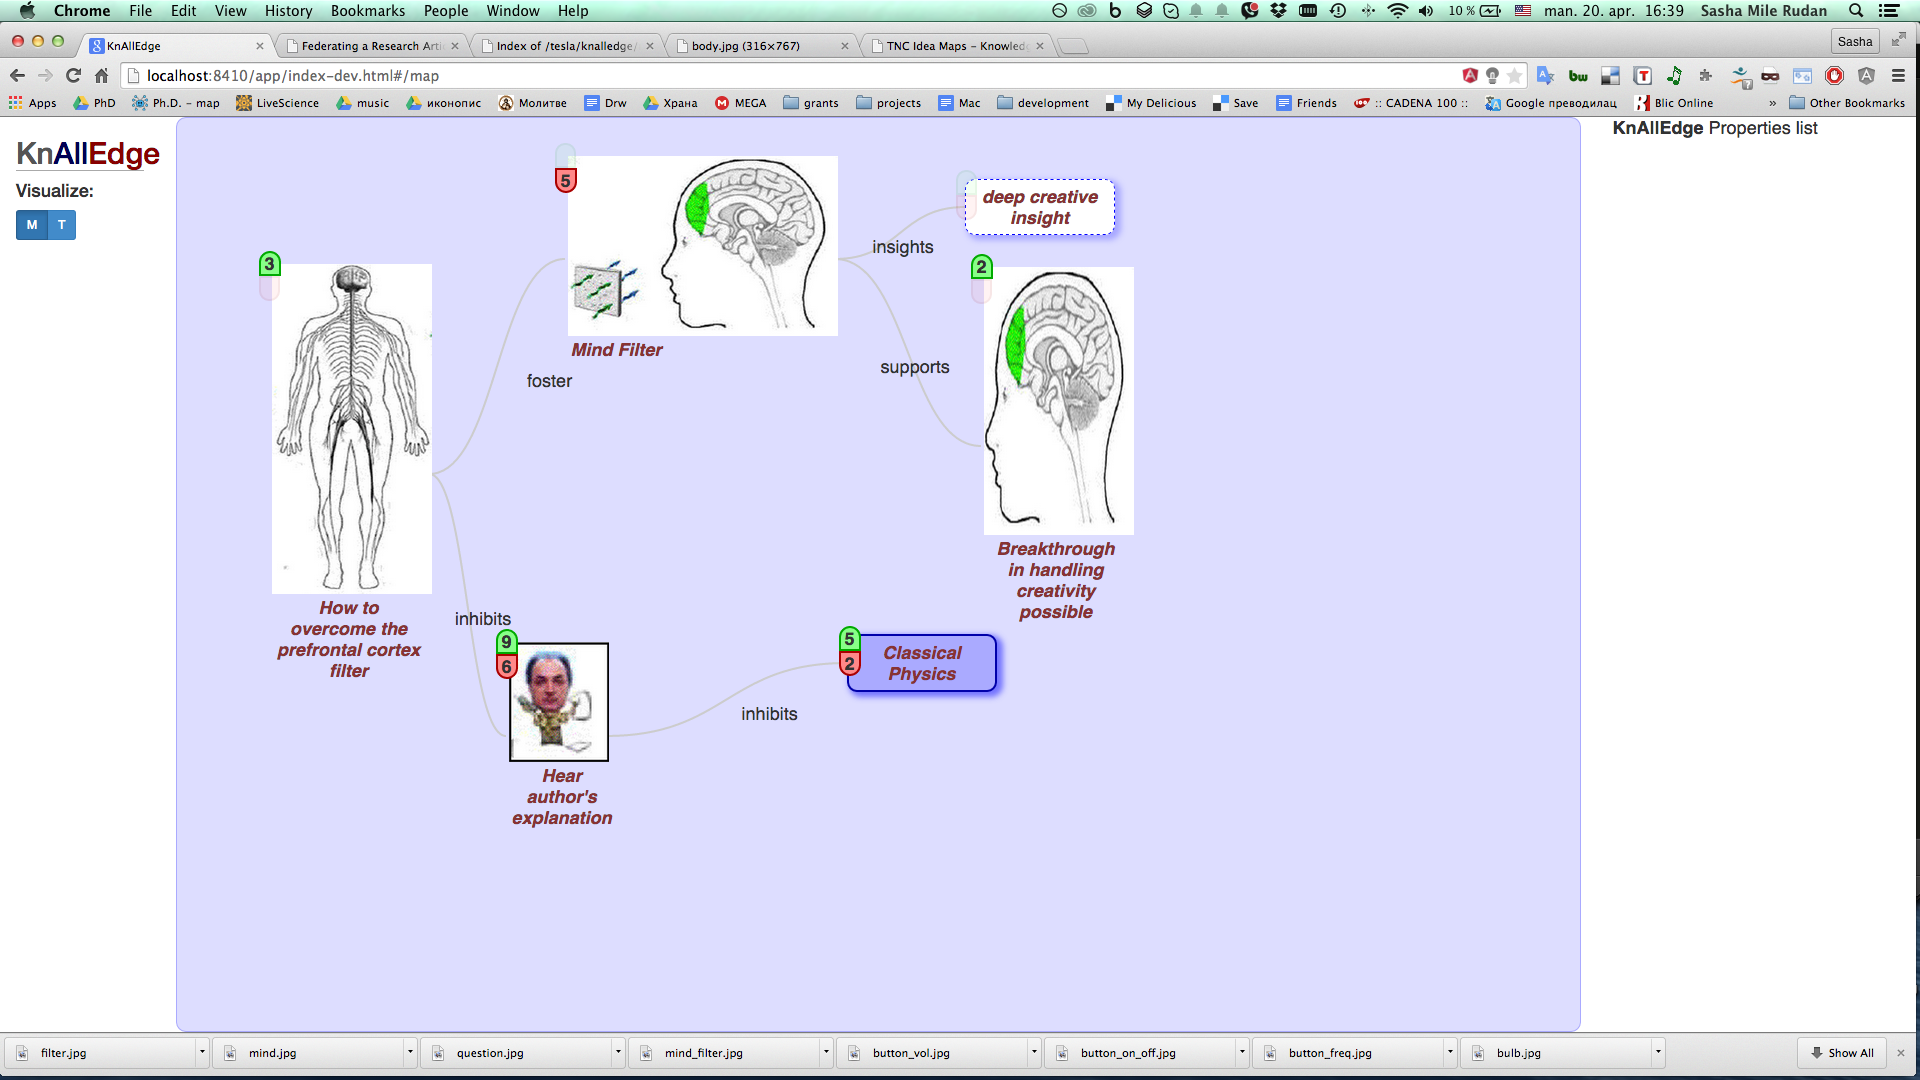 Chrome File Edit View History Bookmarks People Window Help 10 % man. 20. apr. 16:39 Sasha Mile Rudan
KnAllEdge Federating a Research Arti Index of /tesla/knalledge/ body.jpg (316×767) TNC Idea Maps – Knowled Sasha
localhost:8410/app/index-dev.html#/map
Apps PhD Ph.D. - map LiveScience music иконопис Молитве Drw Храна MEGA grants projects Mac development My Delicious Save Friends :: CADENA 100 :: Google преводилац Blic Online » Other Bookmarks
KnAllEdge
Visualize:
M T
KnAllEdge Properties list
5
Mind Filter
deep creative
insight
insights
3
2
supports
foster
How to
overcome the
prefrontal cortex
filter
Breakthrough
in handling
creativity
possible
inhibits
9
6
Hear
author's
explanation
inhibits
5
2
Classical
Physics
filter.jpg mind.jpg question.jpg mind_filter.jpg button_vol.jpg button_on_off.jpg button_freq.jpg bulb.jpg Show All